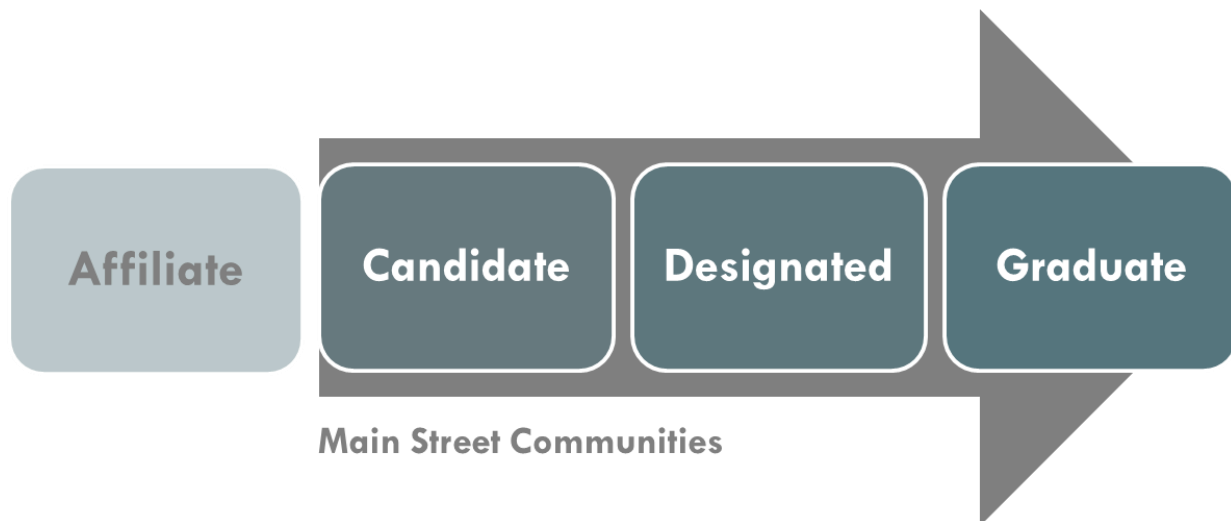 Affiliate
Candidate
Designated
Graduate
Main Street Communities